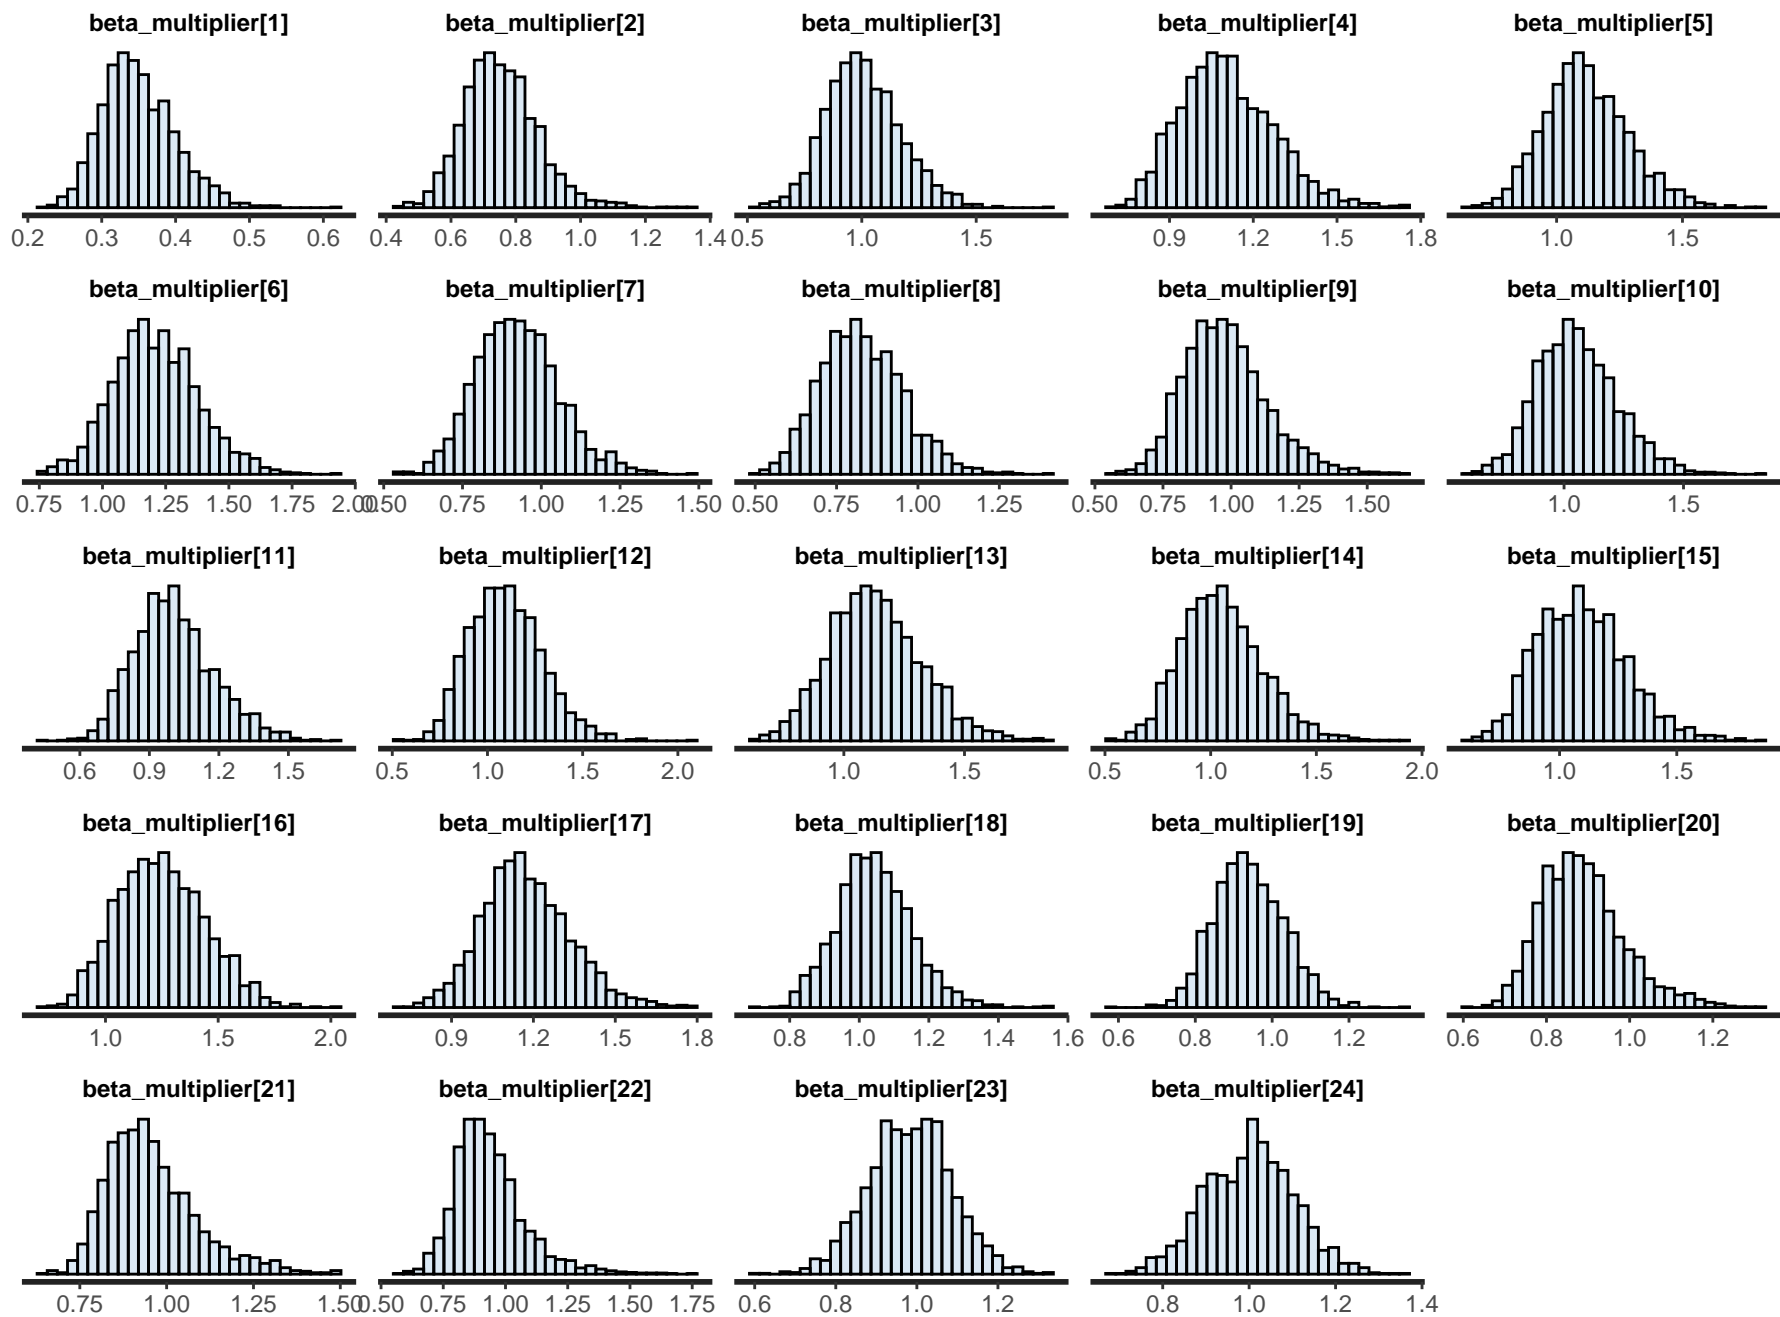 beta_multiplier[1] beta_multiplier[2] beta_multiplier[3] beta_multiplier[4] beta_multiplier[5]
0.2 0.3 0.4 0.5 0.6 0.4 0.6 0.8 1.0 1.2 1.4 0.5 1.0 1.5 0.9 1.2 1.5 1.8 1.0 1.5
beta_multiplier[6] beta_multiplier[7] beta_multiplier[8] beta_multiplier[9] beta_multiplier[10]
0.75 1.00 1.25 1.50 1.75 2.00 0.50 0.75 1.00 1.25 1.50 0.50 0.75 1.00 1.25 0.50 0.75 1.00 1.25 1.50 1.0 1.5
beta_multiplier[11] beta_multiplier[12] beta_multiplier[13] beta_multiplier[14] beta_multiplier[15]
0.6 0.9 1.2 1.5 0.5 1.0 1.5 2.0 1.0 1.5 0.5 1.0 1.5 2.0 1.0 1.5
beta_multiplier[16] beta_multiplier[17] beta_multiplier[18] beta_multiplier[19] beta_multiplier[20]
1.0 1.5 2.0 0.9 1.2 1.5 1.8 0.8 1.0 1.2 1.4 1.6 0.6 0.8 1.0 1.2 0.6 0.8 1.0 1.2
beta_multiplier[21] beta_multiplier[22] beta_multiplier[23] beta_multiplier[24]
0.75 1.00 1.25 1.50 0.50 0.75 1.00 1.25 1.50 1.75 0.6 0.8 1.0 1.2 0.8 1.0 1.2 1.4